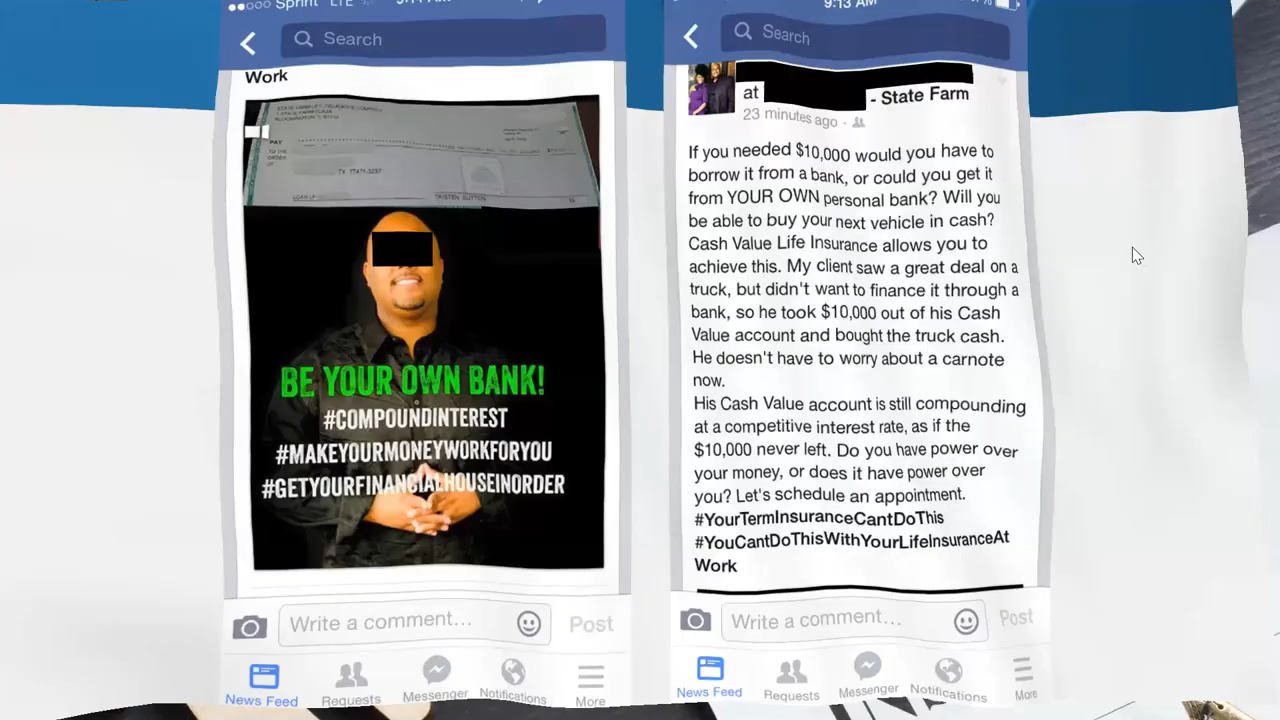 Sprint LTE
Search
Work
PAY
TO THE
ORDER
OF
BE YOUR OWN BANK!
#COMPOUNDINTEREST
#MAKEYOURMONEYWORKFORYOU
#GETYOURFINANCIALHOUSEINORDER
Write a comment...
Post
News Feed
Requests
Messenger
Notifications
More
9:13 AM
Search
at
- State Farm
23 minutes ago ·
If you needed $10,000 would you have to
borrow it from a bank, or could you get it
from YOUR OWN personal bank? Will you
be able to buy your next vehicle in cash?
Cash Value Life Insurance allows you to
achieve this. My client saw a great deal on a
truck, but didn't want to finance it through a
bank, so he took $10,000 out of his Cash
Value account and bought the truck cash.
He doesn't have to worry about a carnote
now.
His Cash Value account is still compounding
at a competitive interest rate, as if the
$10,000 never left. Do you have power over
your money, or does it have power over
you? Let's schedule an appointment.
#YourTermInsuranceCantDoThis
#YouCantDoThisWithYourLifeInsuranceAt
Work
Write a comment...
Post
News Feed
Requests
Messenger
Notifications
More